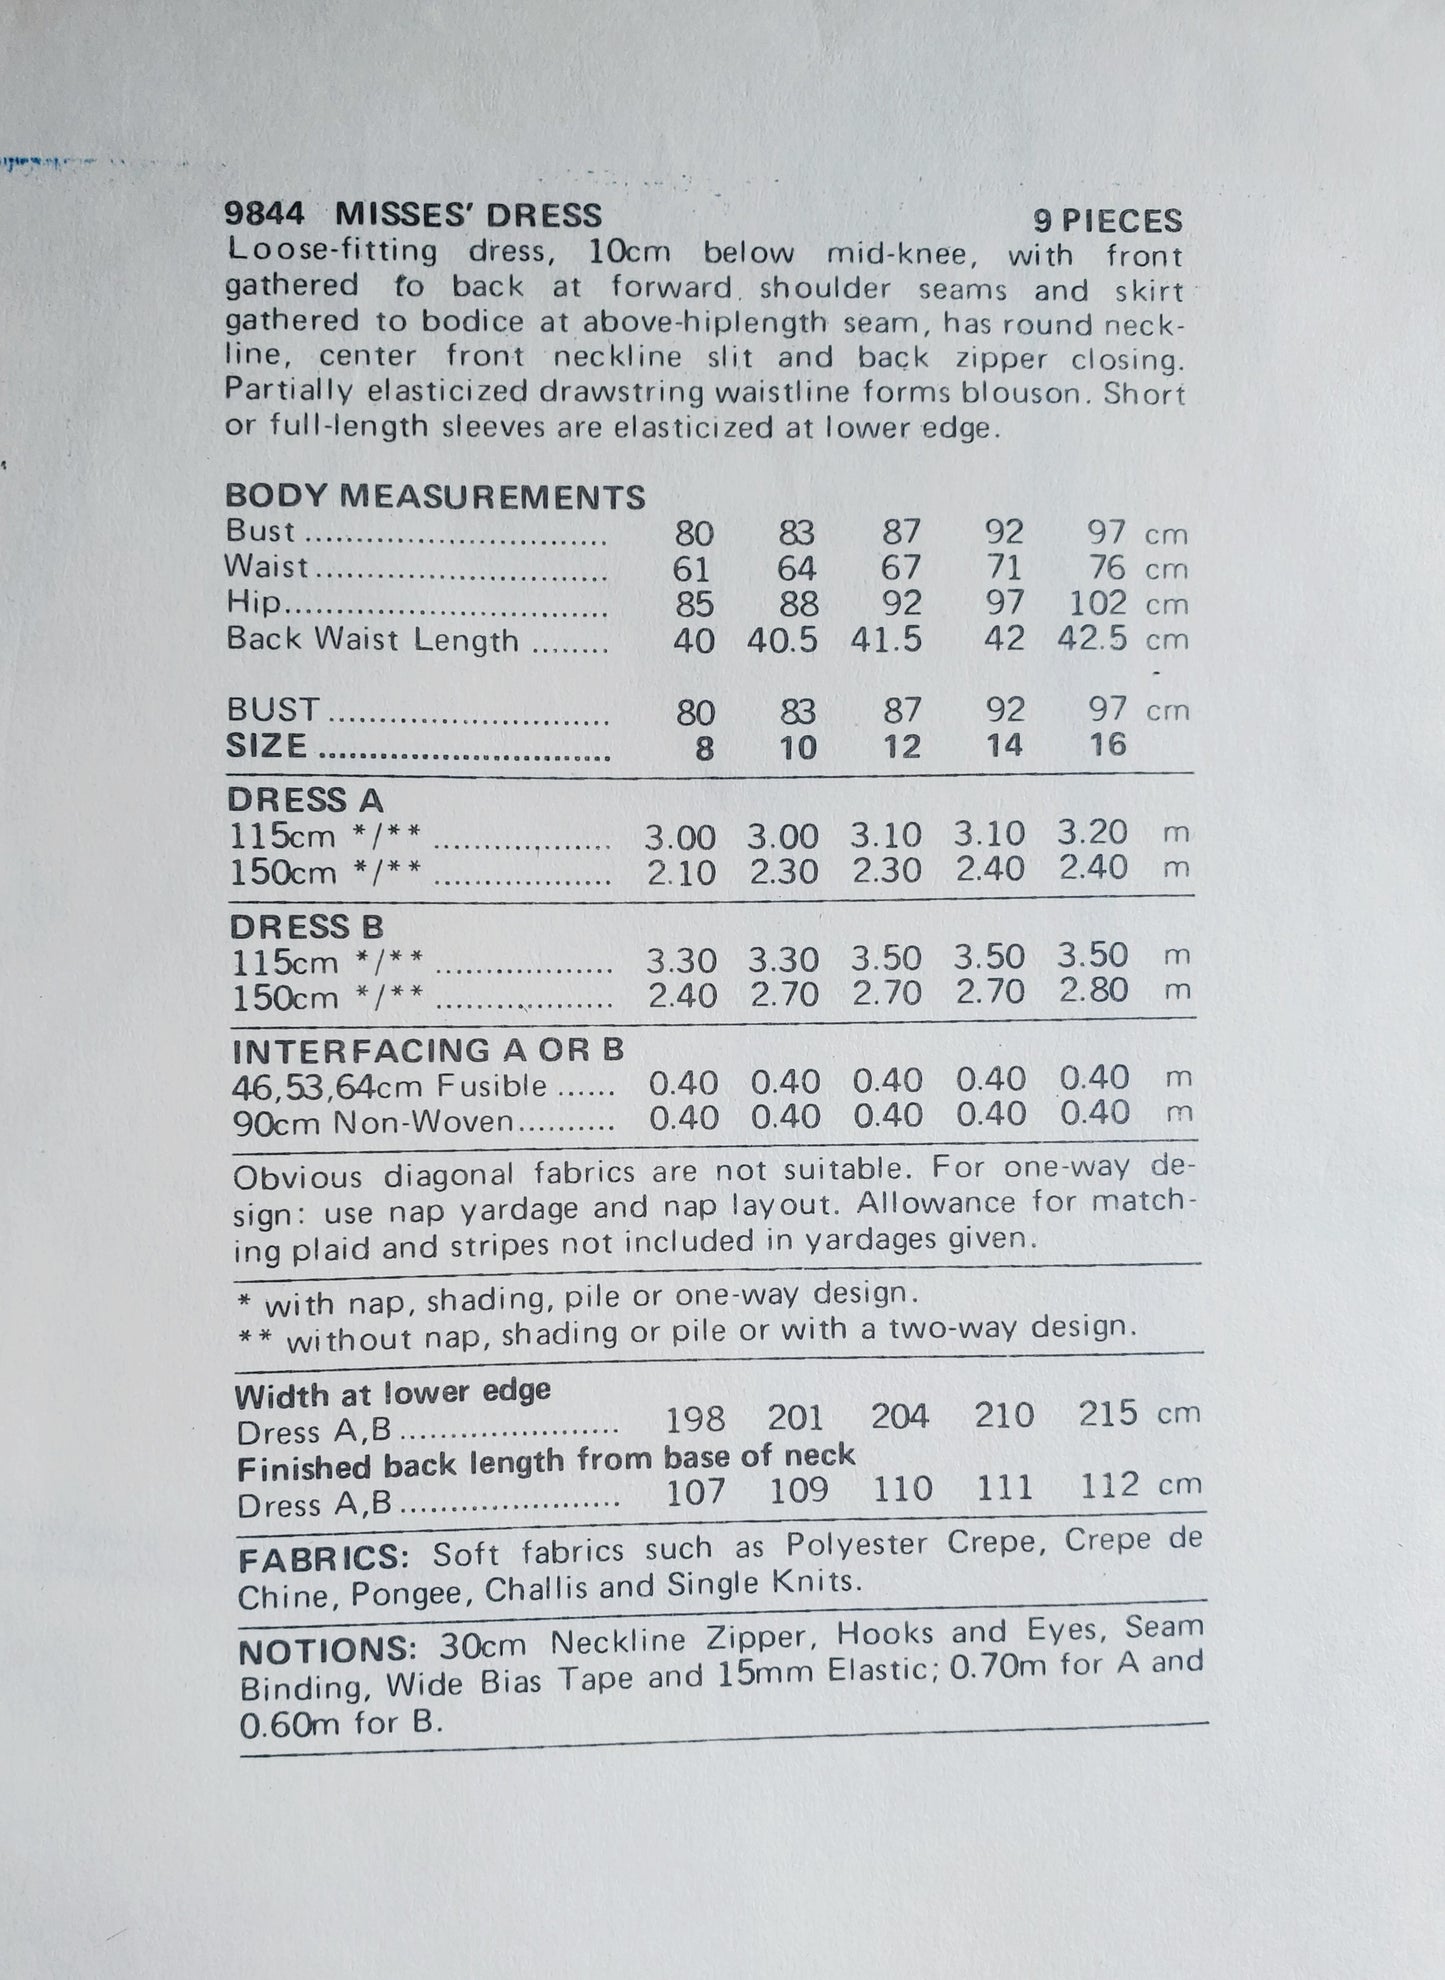 9844 MISSES' DRESS 9 PIECES
Loose-fitting dress, 10cm below mid-knee, with front
gathered to back at forward shoulder seams and skirt
gathered to bodice at above-hiplength seam, has round neck-
line, center front neckline slit and back zipper closing.
Partially elasticized drawstring waistline forms blouson. Short
or full-length sleeves are elasticized at lower edge.
BODY MEASUREMENTS
Bust .............................. 80 83 87 92 97 cm
Waist ............................. 61 64 67 71 76 cm
Hip................................ 85 88 92 97 102 cm
Back Waist Length ........ 40 40.5 41.5 42 42.5 cm
BUST ............................ 80 83 87 92 97 cm
SIZE ............................. 8 10 12 14 16
DRESS A
115cm */** .................. 3.00 3.00 3.10 3.10 3.20 m
150cm */** .................. 2.10 2.30 2.30 2.40 2.40 m
DRESS B
115cm */** .................. 3.30 3.30 3.50 3.50 3.50 m
150cm */** .................. 2.40 2.70 2.70 2.70 2.80 m
INTERFACING A OR B
46,53,64cm Fusible ...... 0.40 0.40 0.40 0.40 0.40 m
90cm Non-Woven.......... 0.40 0.40 0.40 0.40 0.40 m
Obvious diagonal fabrics are not suitable. For one-way de-
sign: use nap yardage and nap layout. Allowance for match-
ing plaid and stripes not included in yardages given.
* with nap, shading, pile or one-way design.
** without nap, shading or pile or with a two-way design.
Width at lower edge
Dress A,B ...................... 198 201 204 210 215 cm
Finished back length from base of neck
Dress A,B ...................... 107 109 110 111 112 cm
FABRICS: Soft fabrics such as Polyester Crepe, Crepe de
Chine, Pongee, Challis and Single Knits.
NOTIONS: 30cm Neckline Zipper, Hooks and Eyes, Seam
Binding, Wide Bias Tape and 15mm Elastic; 0.70m for A and
0.60m for B.